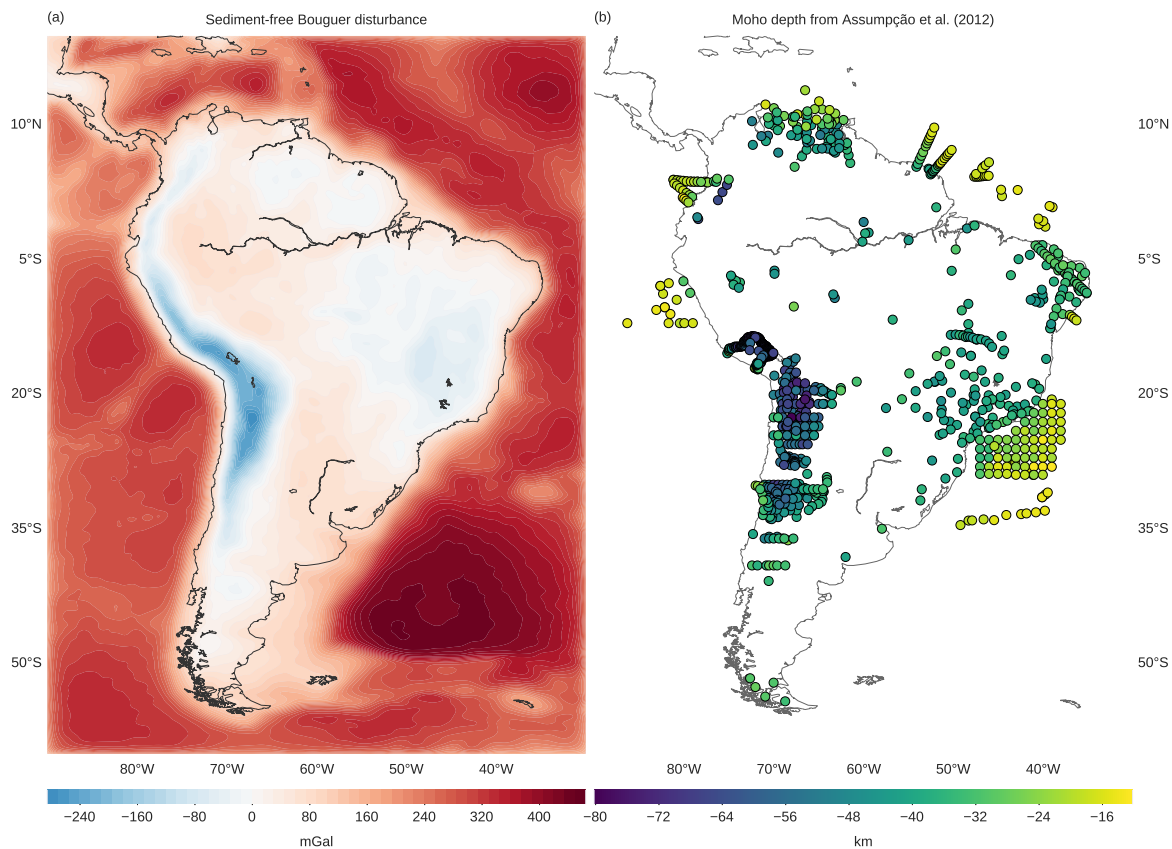 (a)
Sediment-free Bouguer disturbance
(b)
Moho depth from Assumpção et al. (2012)
10°N
5°S
20°S
35°S
50°S
10°N
5°S
20°S
35°S
50°S
80°W 70°W 60°W 50°W 40°W
80°W 70°W 60°W 50°W 40°W
−240 −160 −80 0 80 160 240 320 400
mGal
−80 −72 −64 −56 −48 −40 −32 −24 −16
km